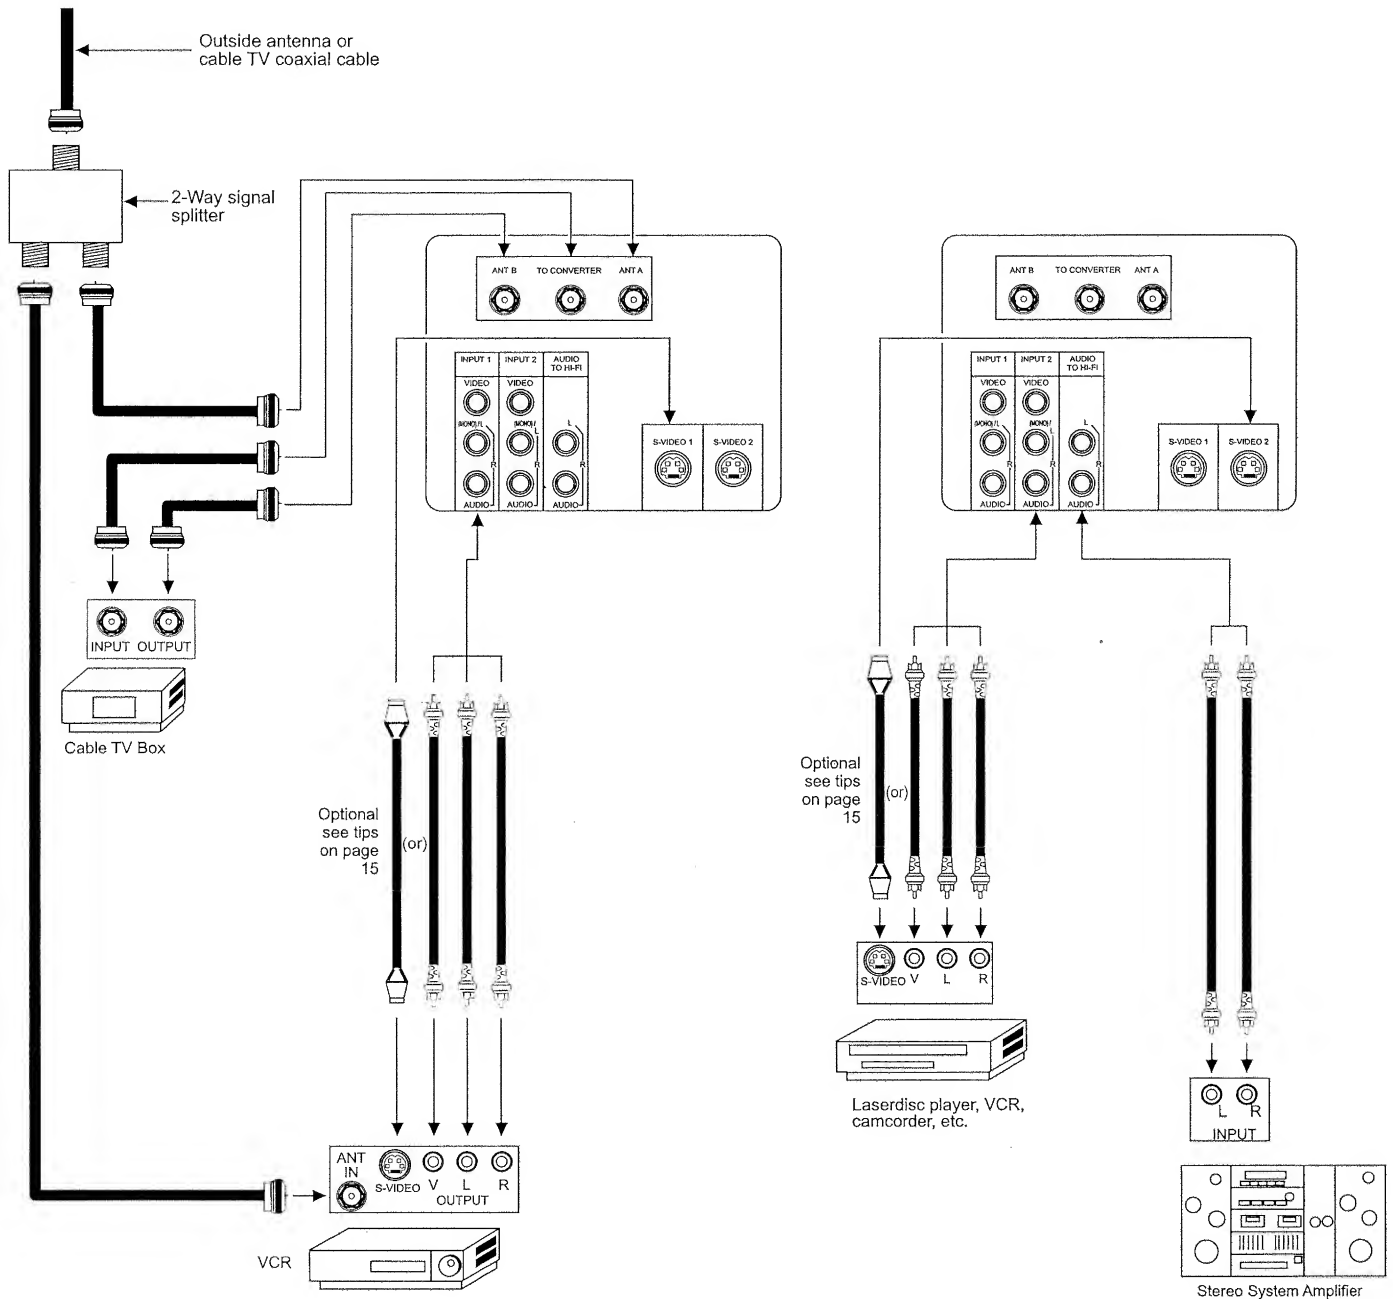 Outside antenna or
cable TV coaxial cable
2-Way signal
splitter
ANT B TO CONVERTER ANT A
INPUT 1 INPUT 2 AUDIO
TO HI-FI
VIDEO VIDEO
(MONO) / L (MONO) / L L
R R R
AUDIO AUDIO AUDIO
S-VIDEO 1 S-VIDEO 2
ANT B TO CONVERTER ANT A
INPUT 1 INPUT 2 AUDIO
TO HI-FI
VIDEO VIDEO
(MONO) / L (MONO) / L L
R R R
AUDIO AUDIO AUDIO
S-VIDEO 1 S-VIDEO 2
INPUT OUTPUT
Cable TV Box
Optional
see tips
on page
15
(or)
Optional
see tips
on page
15
(or)
S-VIDEO V L R
Laserdisc player, VCR,
camcorder, etc.
L R
INPUT
Stereo System Amplifier
ANT
IN
S-VIDEO V L R
OUTPUT
VCR